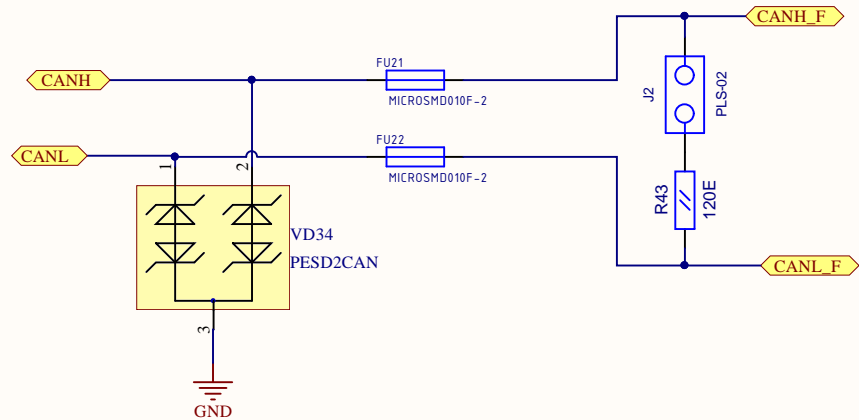 CANH_F
FU21
CANH
MICROSMD010F-2
J2
PLS-02
FU22
CANL
1
2
MICROSMD010F-2
R43
120E
VD34
PESD2CAN
CANL_F
3
GND